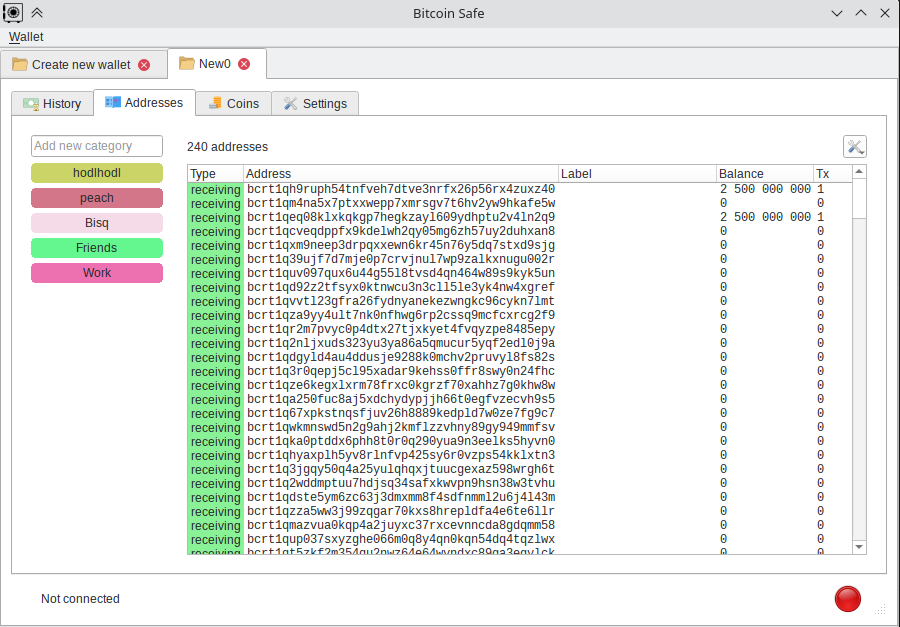 Bitcoin Safe
Wallet
Create new wallet New0
History Addresses Coins Settings
Add new category
hodlhodl
peach
Bisq
Friends
Work
240 addresses
Type Address Label Balance Tx
receiving bcrt1qh9ruph54tnfveh7dtve3nrfx26p56rx4zuxz40 2 500 000 000 1
receiving bcrt1qm4na5x7ptxxwepp7xmrsgv7t6hv2yw9hkafe5w 0 0
receiving bcrt1qeq08klxkqkgp7hegkzayl609ydhptu2v4ln2q9 2 500 000 000 1
receiving bcrt1qcveqdppfx9kdelwh2qy05mg6zh57uy2duhxan8 0 0
receiving bcrt1qxm9neep3drpqxxewn6kr45n76y5dq7stxd9sjg 0 0
receiving bcrt1q39ujf7d7mje0p7crvjnul7wp9zalkxnugu002r 0 0
receiving bcrt1quv097qux6u44g55l8tvsd4qn464w89s9kyk5un 0 0
receiving bcrt1qd92z2tfsyx0ktnwcu3n3cll5le3yk4nw4xgref 0 0
receiving bcrt1qvvtl23gfra26fydnyanekezwngkc96cykn7lmt 0 0
receiving bcrt1qza9yy4ult7nk0nfhwg6rp2cssq9mcfcxrcg2f9 0 0
receiving bcrt1qr2m7pvyc0p4dtx27tjxkyet4fvqyzpe8485epy 0 0
receiving bcrt1q2nljxuds323yu3ya86a5qmucur5yqf2edl0j9a 0 0
receiving bcrt1qdgyld4au4ddusje9288k0mchv2pruvyl8fs82s 0 0
receiving bcrt1q3r0qepj5cl95xadar9kehss0ffr8swy0n24fhc 0 0
receiving bcrt1qze6kegxlxrm78frxc0kgrzf70xahhz7g0khw8w 0 0
receiving bcrt1qa250fuc8aj5xdchydypjjh66t0egfvzecvh9s5 0 0
receiving bcrt1q67xpkstnqsfjuv26h8889kedpld7w0ze7fg9c7 0 0
receiving bcrt1qwkmnswd5n2g9ahj2kmflzzvhny89gy949mmfsv 0 0
receiving bcrt1qka0ptddx6phh8t0r0q290yua9n3eelks5hyvn0 0 0
receiving bcrt1qhyaxplh5yv8rlnfvp425sy6r0vzps54kklxtn3 0 0
receiving bcrt1q3jgqy50q4a25yulqhqxjtuucgexaz598wrgh6t 0 0
receiving bcrt1q2wddmptuu7hdjsq34safxkwvpn9hsn38w3tvhu 0 0
receiving bcrt1qdste5ym6zc63j3dmxmm8f4sdfnmml2u6j4l43m 0 0
receiving bcrt1qzza5ww3j99zqgar70kxs8hrepldfa4e6te6llr 0 0
receiving bcrt1qmazvua0kqp4a2juyxc37rxcevnncda8gdqmm58 0 0
receiving bcrt1qup037sxyzghe066m0q8y4qn0kqn54dq4tqzlwx 0 0
receiving 0 0
Not connected